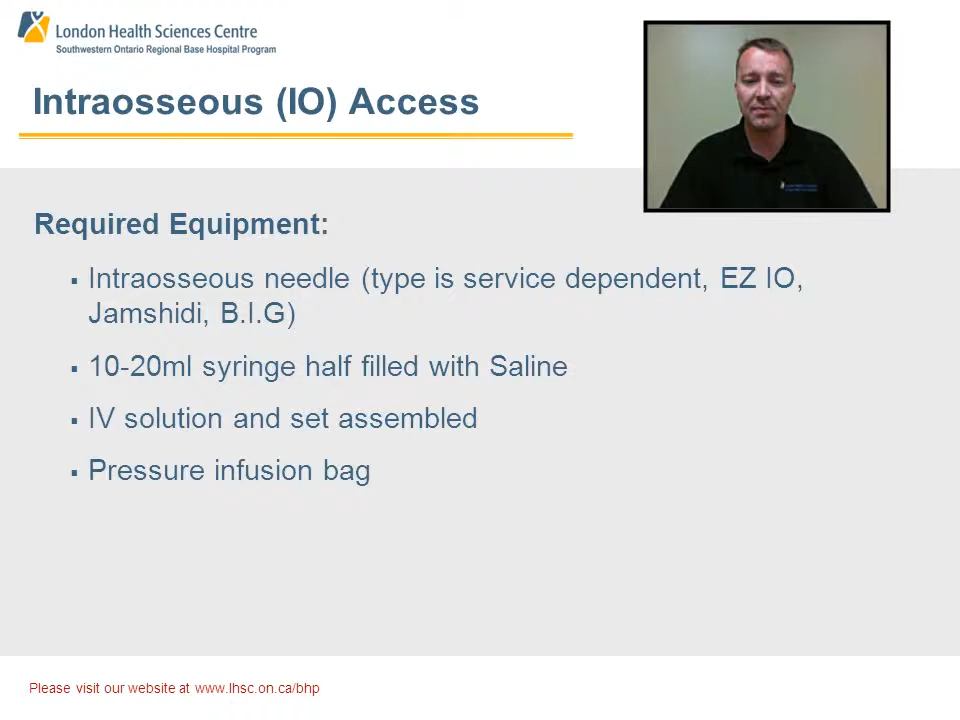 London Health Sciences Centre
Southwestern Ontario Regional Base Hospital Program
Intraosseous (IO) Access
Required Equipment:
▪ Intraosseous needle (type is service dependent, EZ IO,
Jamshidi, B.I.G)
▪ 10-20ml syringe half filled with Saline
▪ IV solution and set assembled
▪ Pressure infusion bag
Please visit our website at www.lhsc.on.ca/bhp